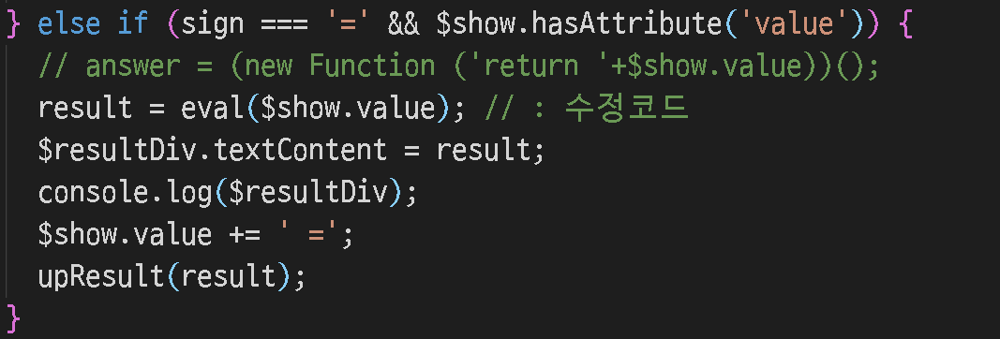 } else if (sign === '=' && $show.hasAttribute('value')) {
// answer = (new Function ('return '+$show.value))();
result = eval($show.value); // : 수정코드
$resultDiv.textContent = result;
console.log($resultDiv);
$show.value += ' =';
upResult(result);
}